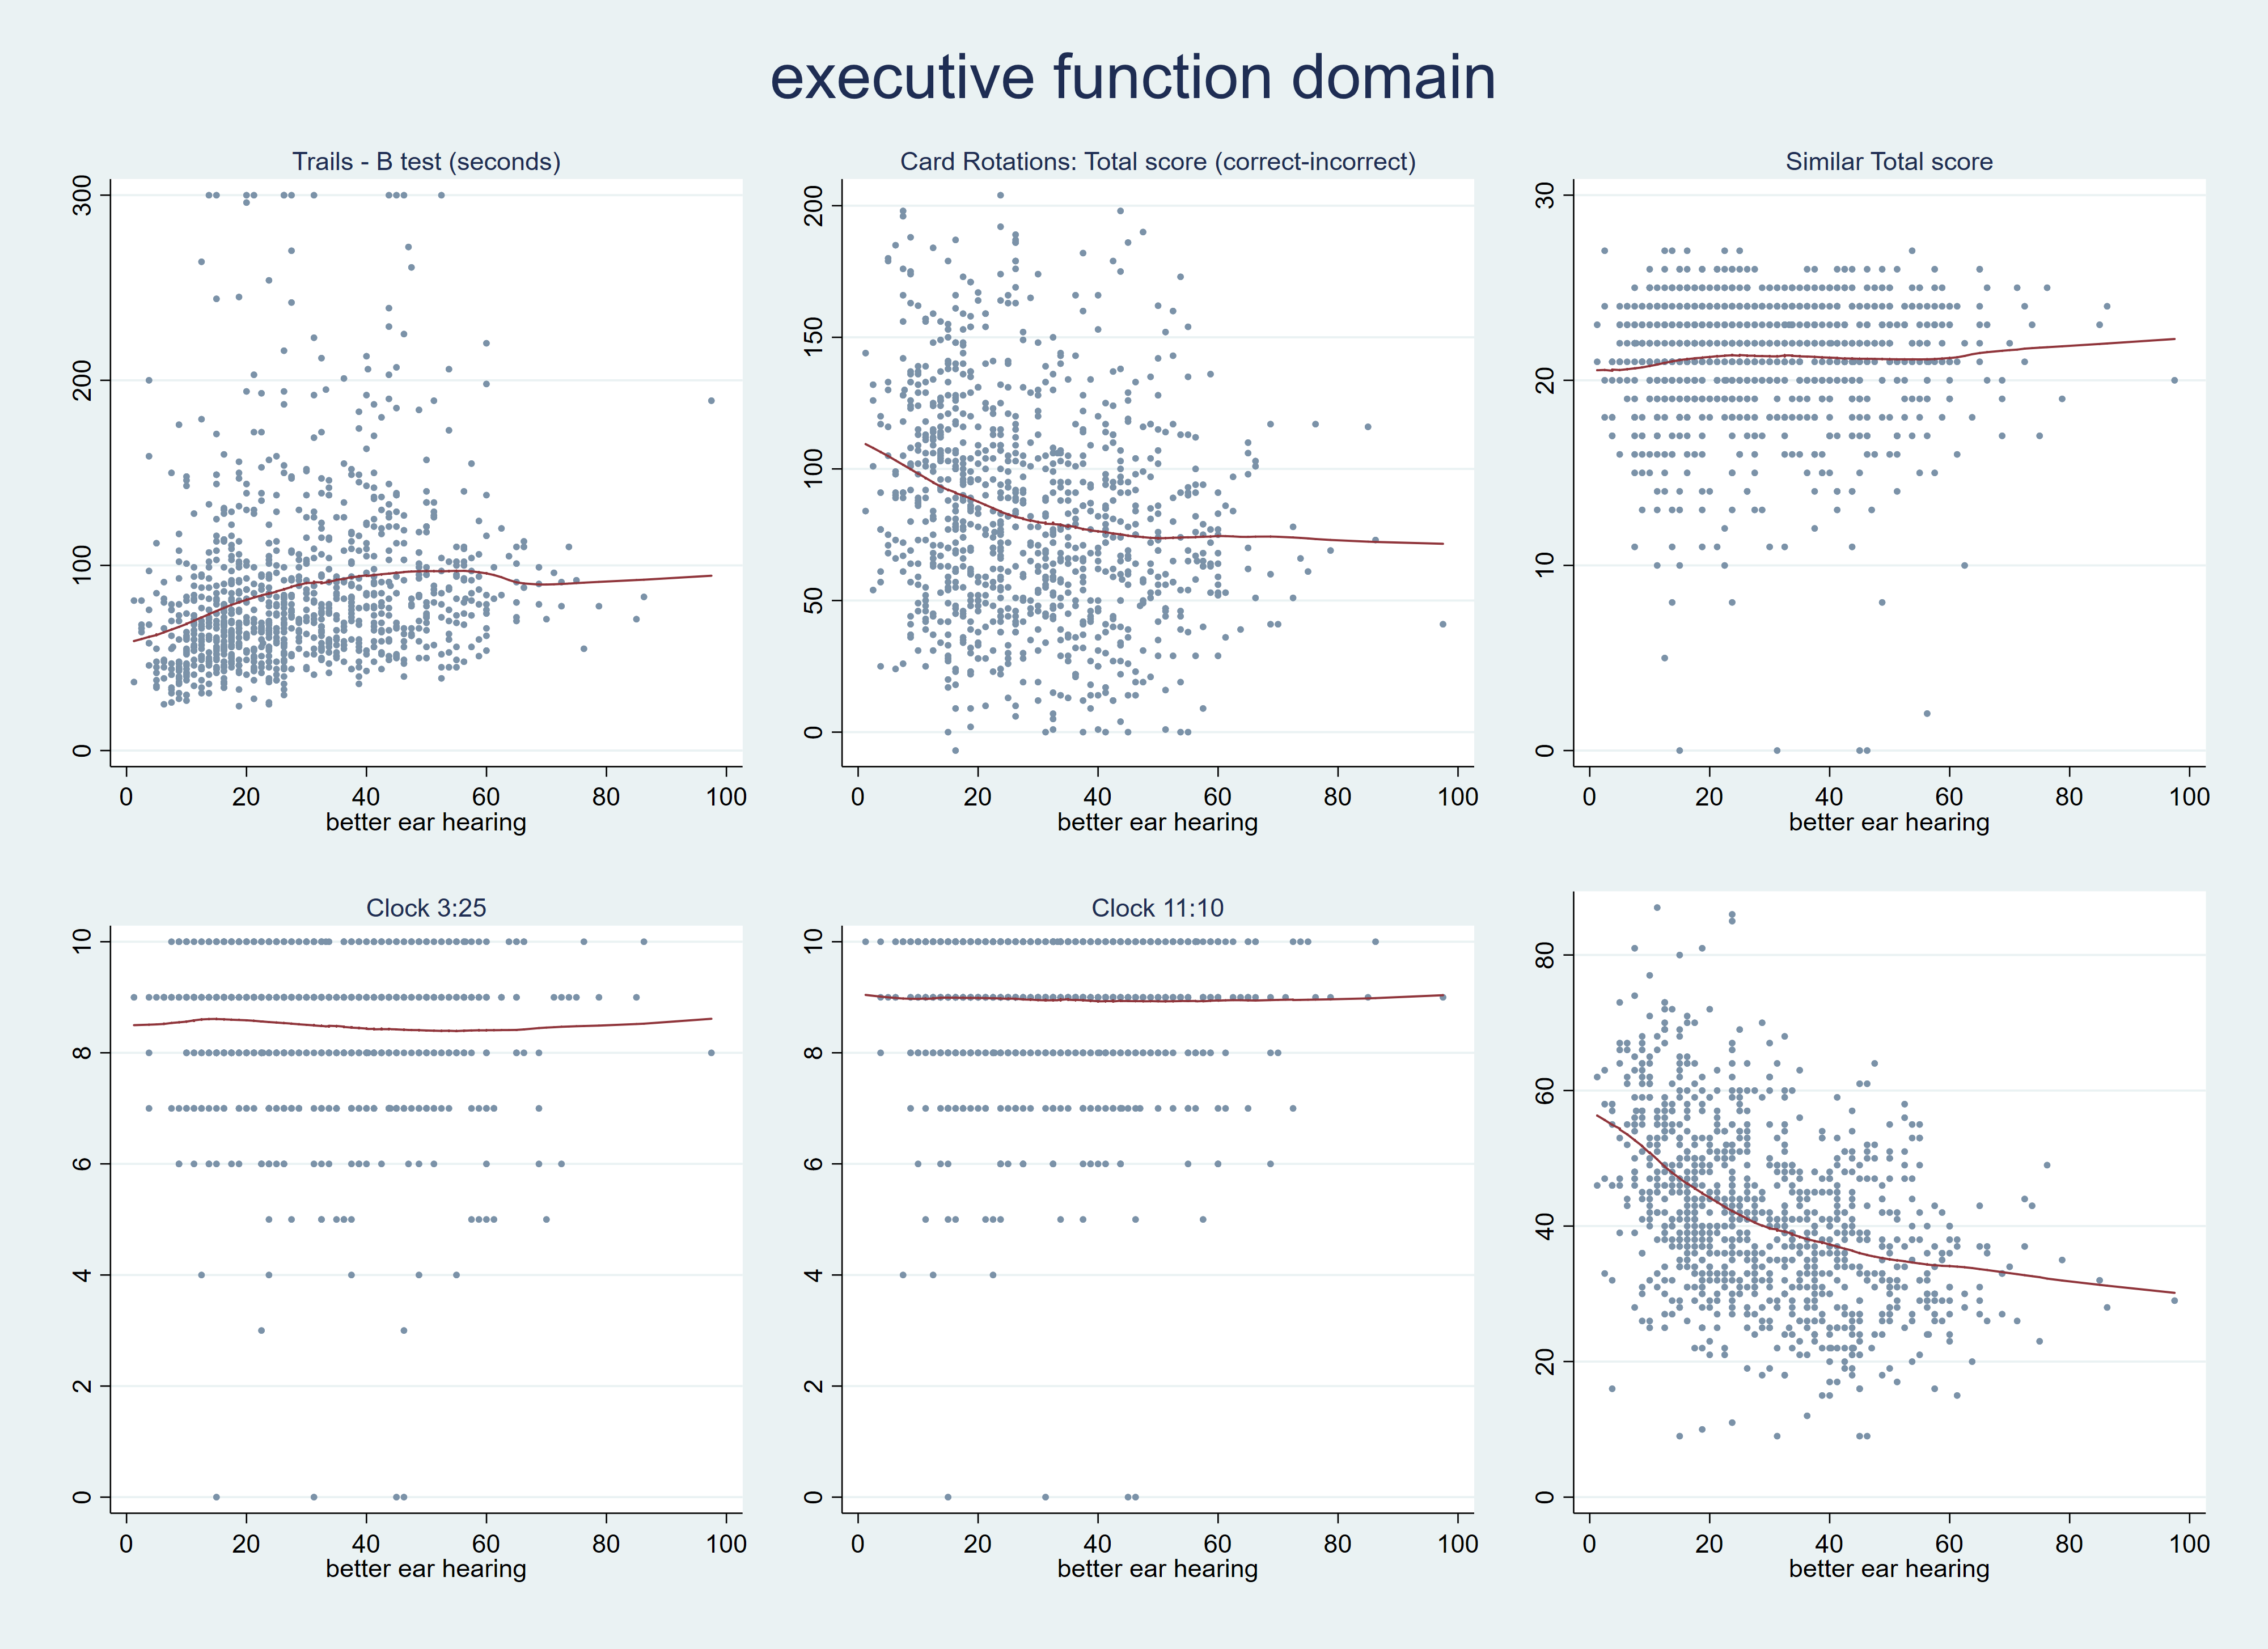 executive function domain
Trails - B test (seconds)
Card Rotations: Total score (correct-incorrect)
Similar Total score
300
200
100
0
200
150
100
50
0
30
20
10
0
0 20 40 60 80 100
0 20 40 60 80 100
0 20 40 60 80 100
better ear hearing
better ear hearing
better ear hearing
Clock 3:25
Clock 11:10
10
8
6
4
2
0
10
8
6
4
2
0
80
60
40
20
0
0 20 40 60 80 100
0 20 40 60 80 100
0 20 40 60 80 100
better ear hearing
better ear hearing
better ear hearing